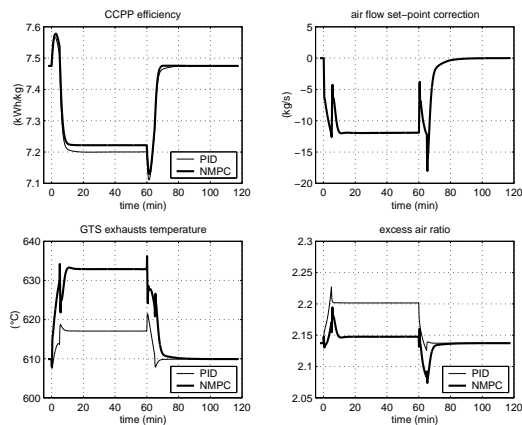 CCPP efficiency
7.6
7.5
7.4
7.3
7.2
7.1
(kWh/kg)
0 20 40 60 80 100 120
time (min)
PID
NMPC
air flow set−point correction
5
0
−5
−10
−15
−20
(kg/s)
0 20 40 60 80 100 120
time (min)
GTS exhausts temperature
640
630
620
610
600
(°C)
0 20 40 60 80 100 120
time (min)
PID
NMPC
excess air ratio
2.3
2.25
2.2
2.15
2.1
2.05
0 20 40 60 80 100 120
time (min)
PID
NMPC